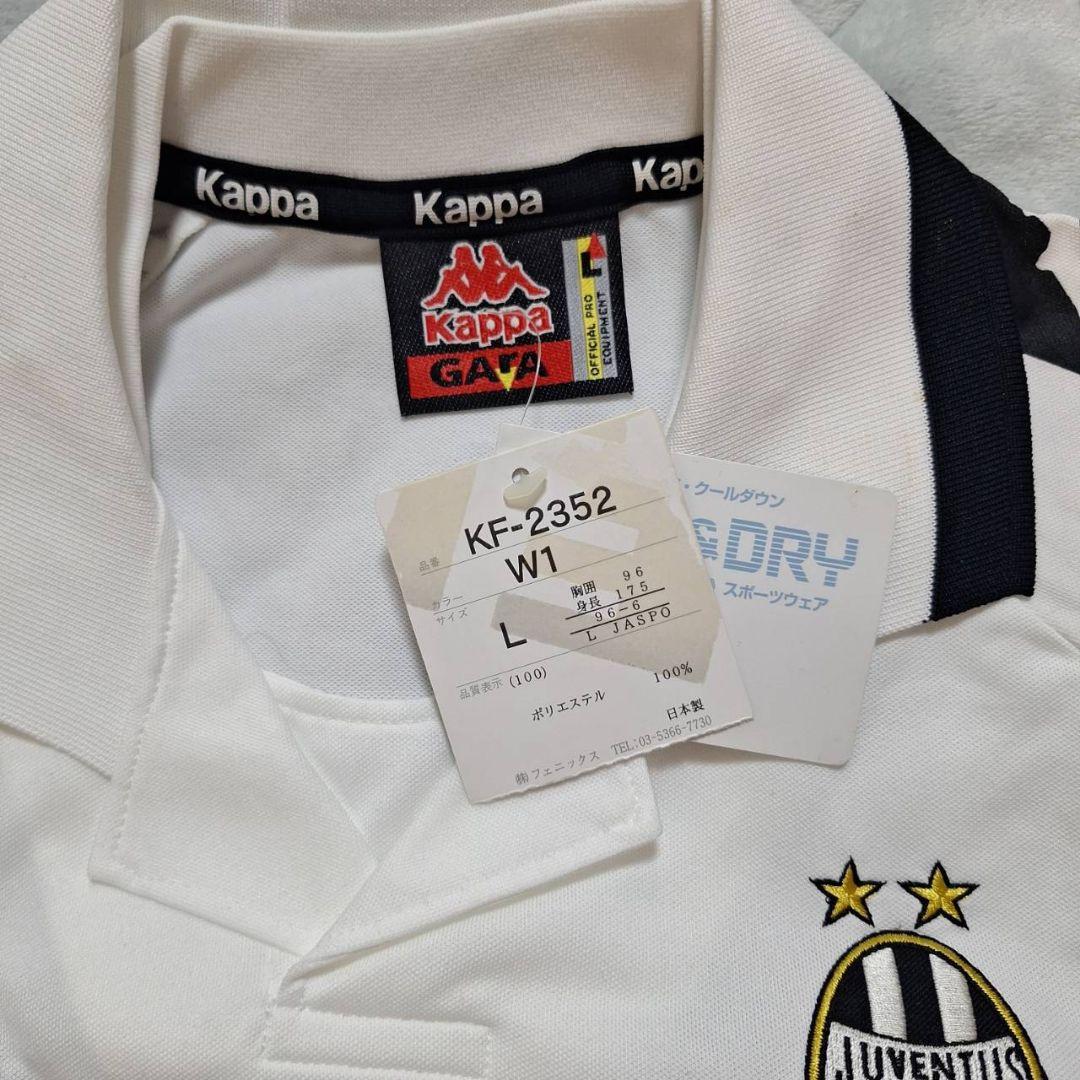 Kappa Kappa Kap
Kappa
GArA
L
OFFICIAL PRO
EQUIPMENT
品番 KF-2352
カラー W1
サイズ L
胸囲 96
身長 175
96-6
L JASPO
品質表示 (100)
ポリエステル 100%
日本製
㈱フェニックス TEL:03-5366-7730
・クールダウン
&DRY
スポーツウェア
JUVENTUS